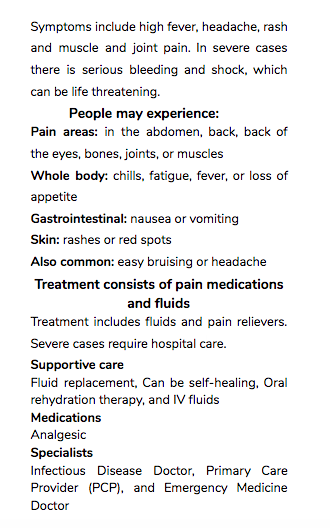 Symptoms include high fever, headache, rash
and muscle and joint pain. In severe cases
there is serious bleeding and shock, which
can be life threatening.
People may experience:
Pain areas: in the abdomen, back, back of
the eyes, bones, joints, or muscles
Whole body: chills, fatigue, fever, or loss of
appetite
Gastrointestinal: nausea or vomiting
Skin: rashes or red spots
Also common: easy bruising or headache
Treatment consists of pain medications
and fluids
Treatment includes fluids and pain relievers.
Severe cases require hospital care.
Supportive care
Fluid replacement, Can be self-healing, Oral
rehydration therapy, and IV fluids
Medications
Analgesic
Specialists
Infectious Disease Doctor, Primary Care
Provider (PCP), and Emergency Medicine
Doctor